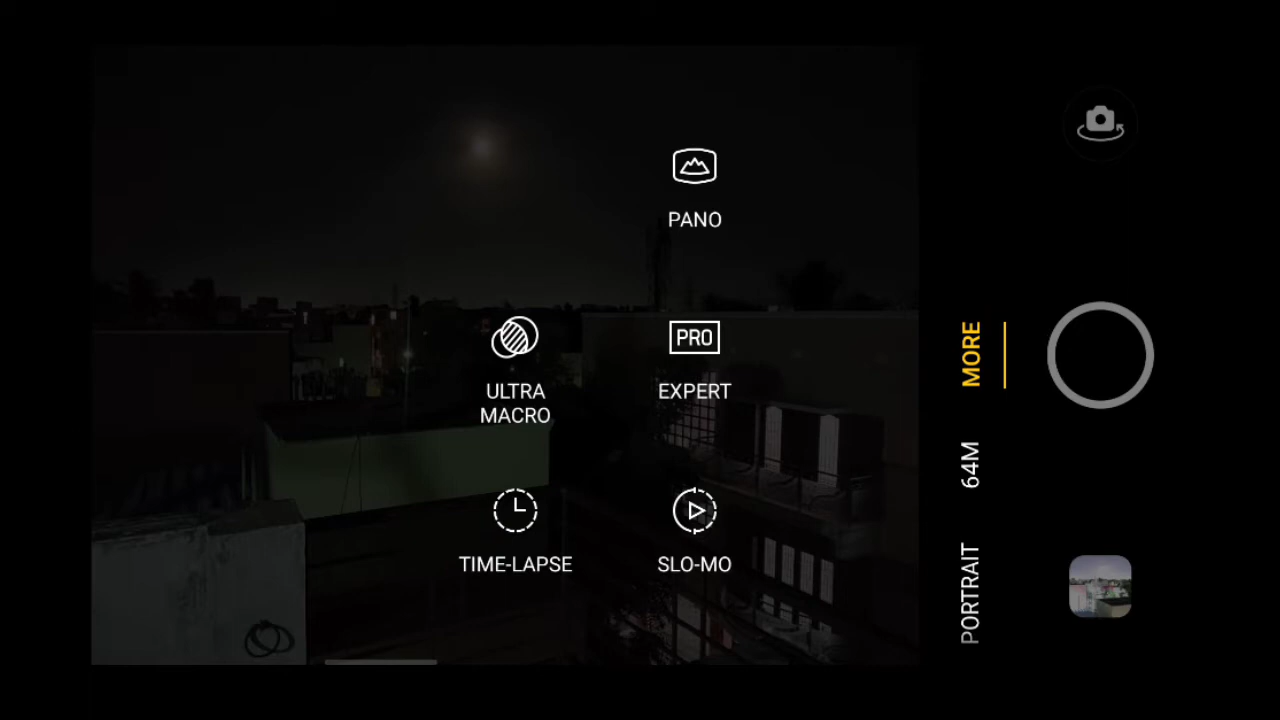 PANO
ULTRA
MACRO
PRO
EXPERT
TIME-LAPSE
SLO-MO
MORE
64M
PORTRAIT